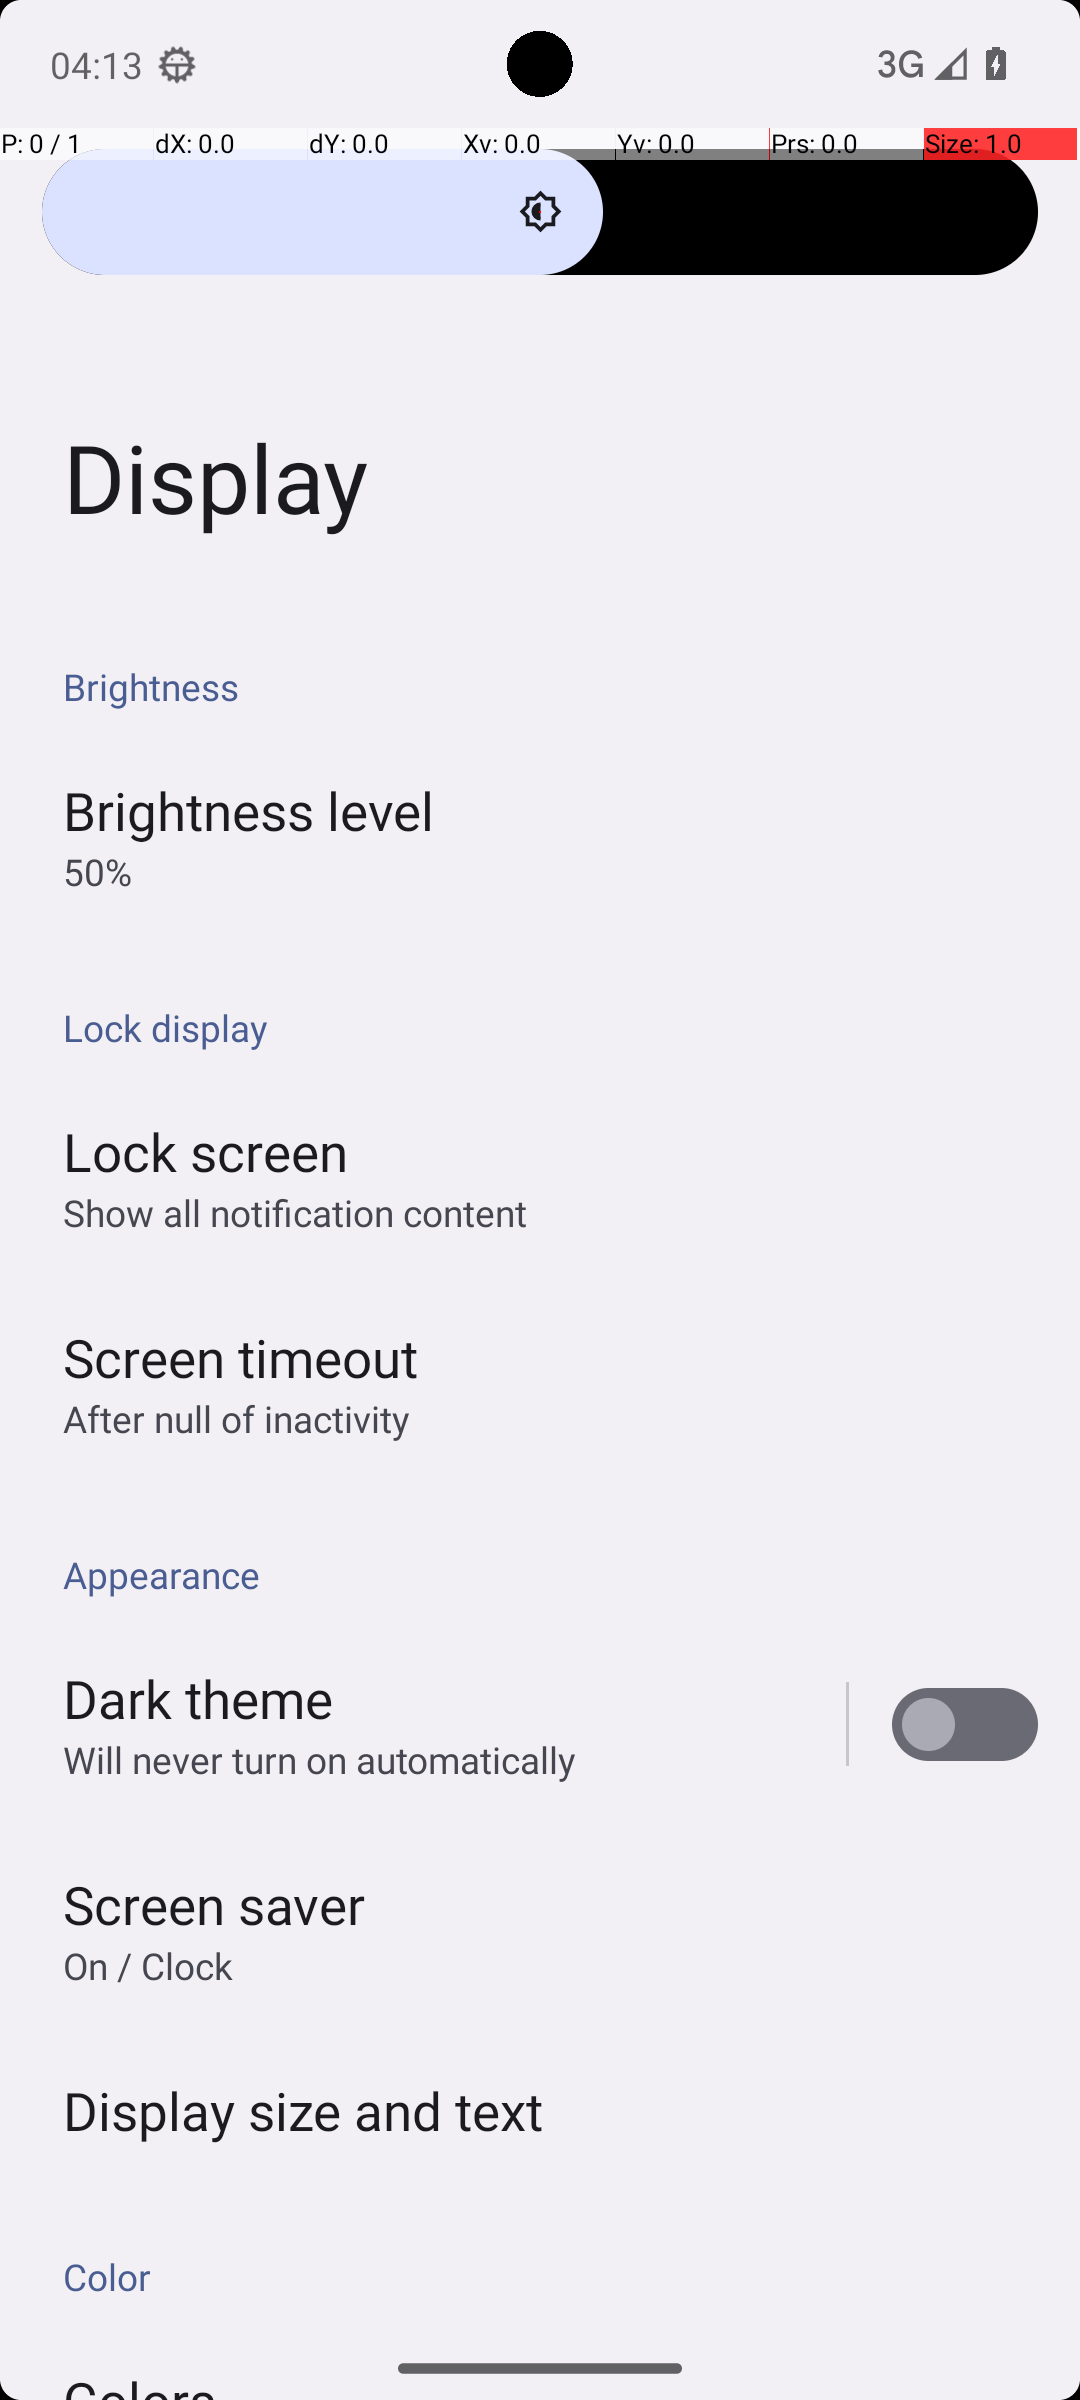 04:13
3G
P: 0 / 1 dX: 0.0 dY: 0.0 Xv: 0.0 Yv: 0.0 Prs: 0.0 Size: 1.0
Display
Brightness
Brightness level
50%
Lock display
Lock screen
Show all notification content
Screen timeout
After null of inactivity
Appearance
Dark theme
Will never turn on automatically
Screen saver
On / Clock
Display size and text
Color
Colors